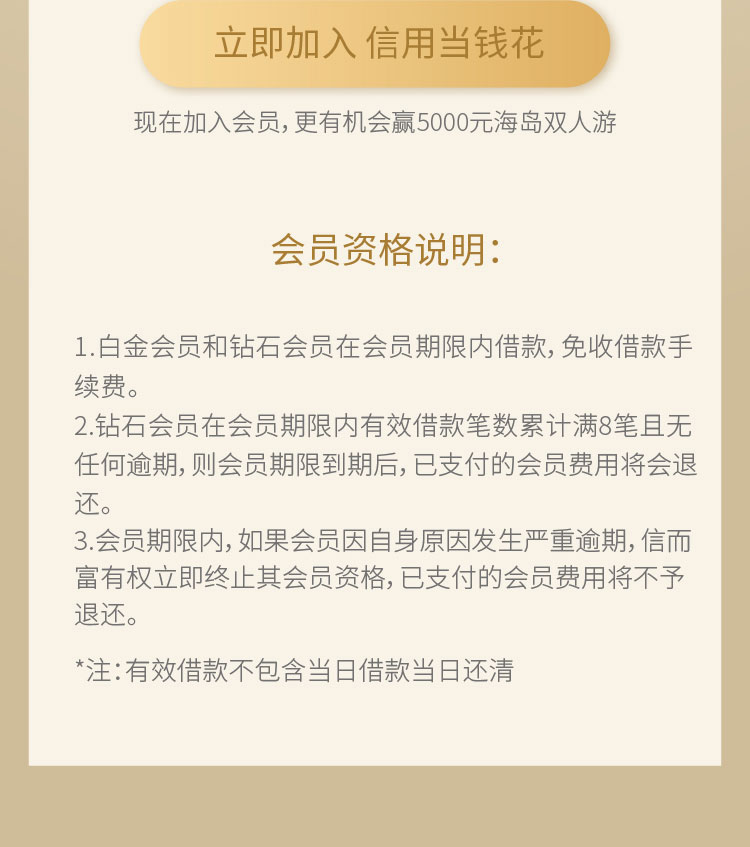 立即加入 信用当钱花
现在加入会员，更有机会赢5000元海岛双人游
会员资格说明：
1.白金会员和钻石会员在会员期限内借款，免收借款手
续费。
2.钻石会员在会员期限内有效借款笔数累计满8笔且无
任何逾期，则会员期限到期后，已支付的会员费用将会退
还。
3.会员期限内，如果会员因自身原因发生严重逾期，信而
富有权立即终止其会员资格，已支付的会员费用将不予
退还。
*注：有效借款不包含当日借款当日还清